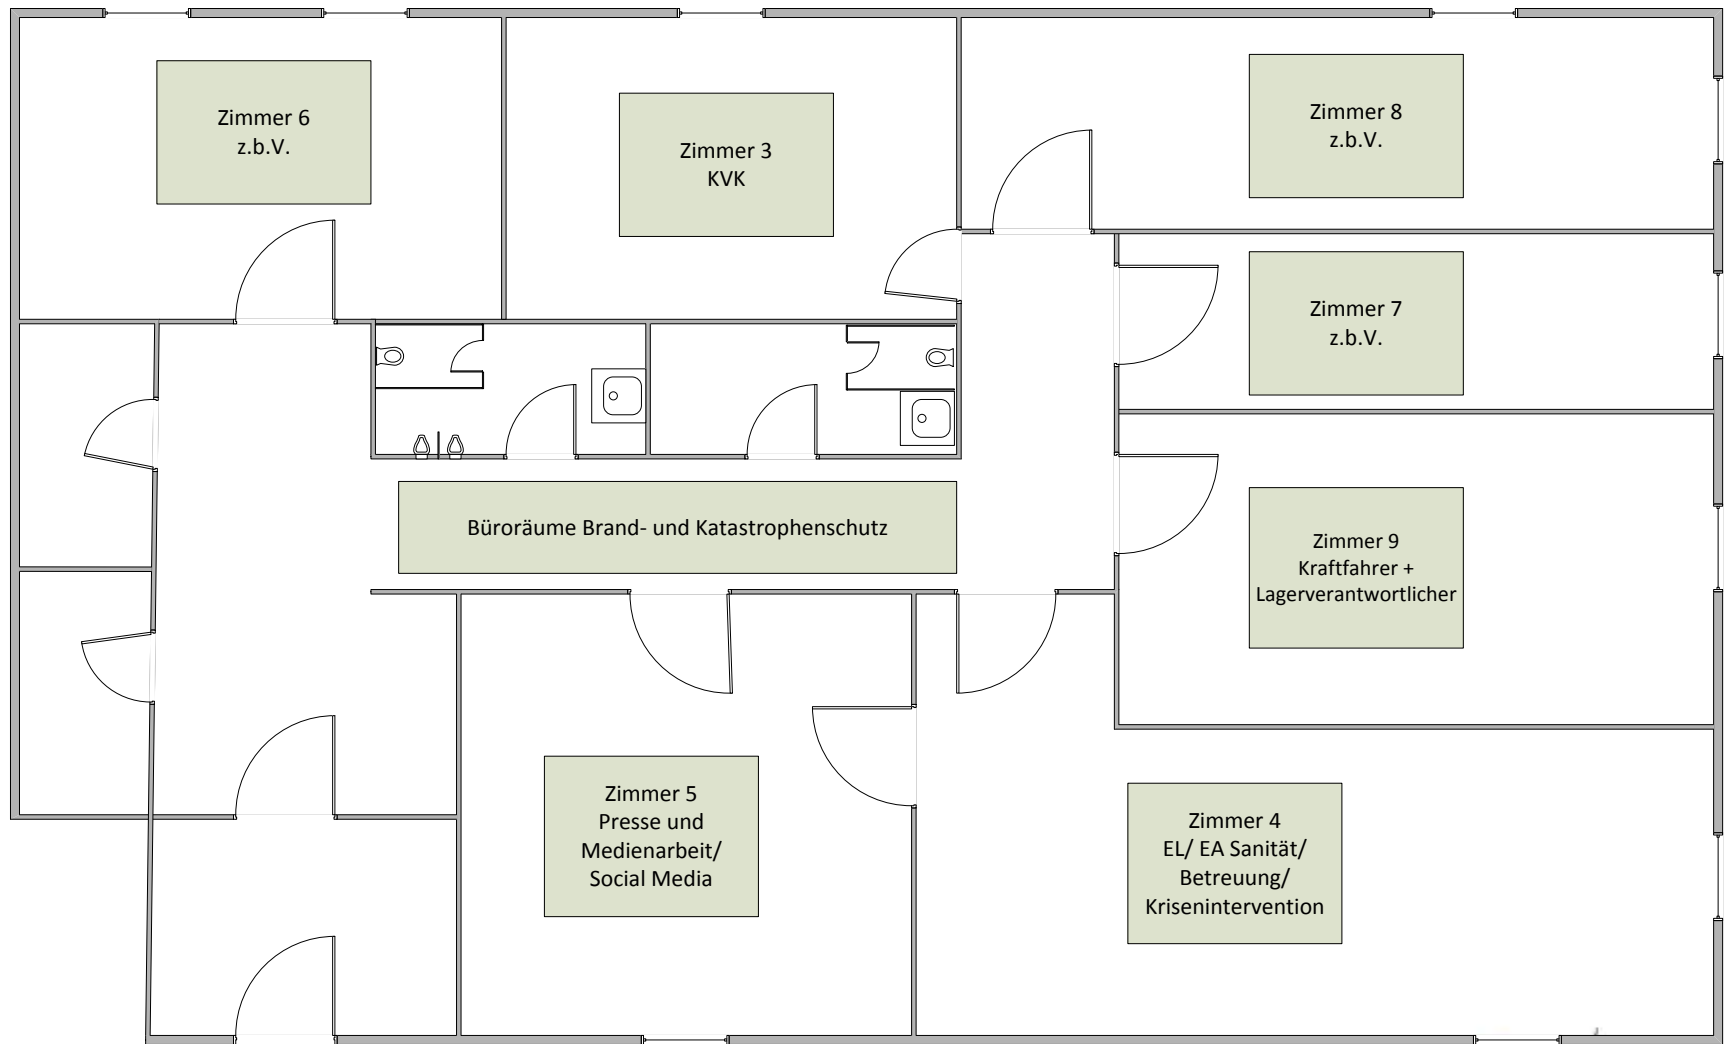 Zimmer 6
z.b.V.
Zimmer 3
KVK
Zimmer 8
z.b.V.
Zimmer 7
z.b.V.
Büroräume Brand- und Katastrophenschutz
Zimmer 9
Kraftfahrer +
Lagerverantwortlicher
Zimmer 5
Presse und
Medienarbeit/
Social Media
Zimmer 4
EL/ EA Sanität/
Betreuung/
Krisenintervention